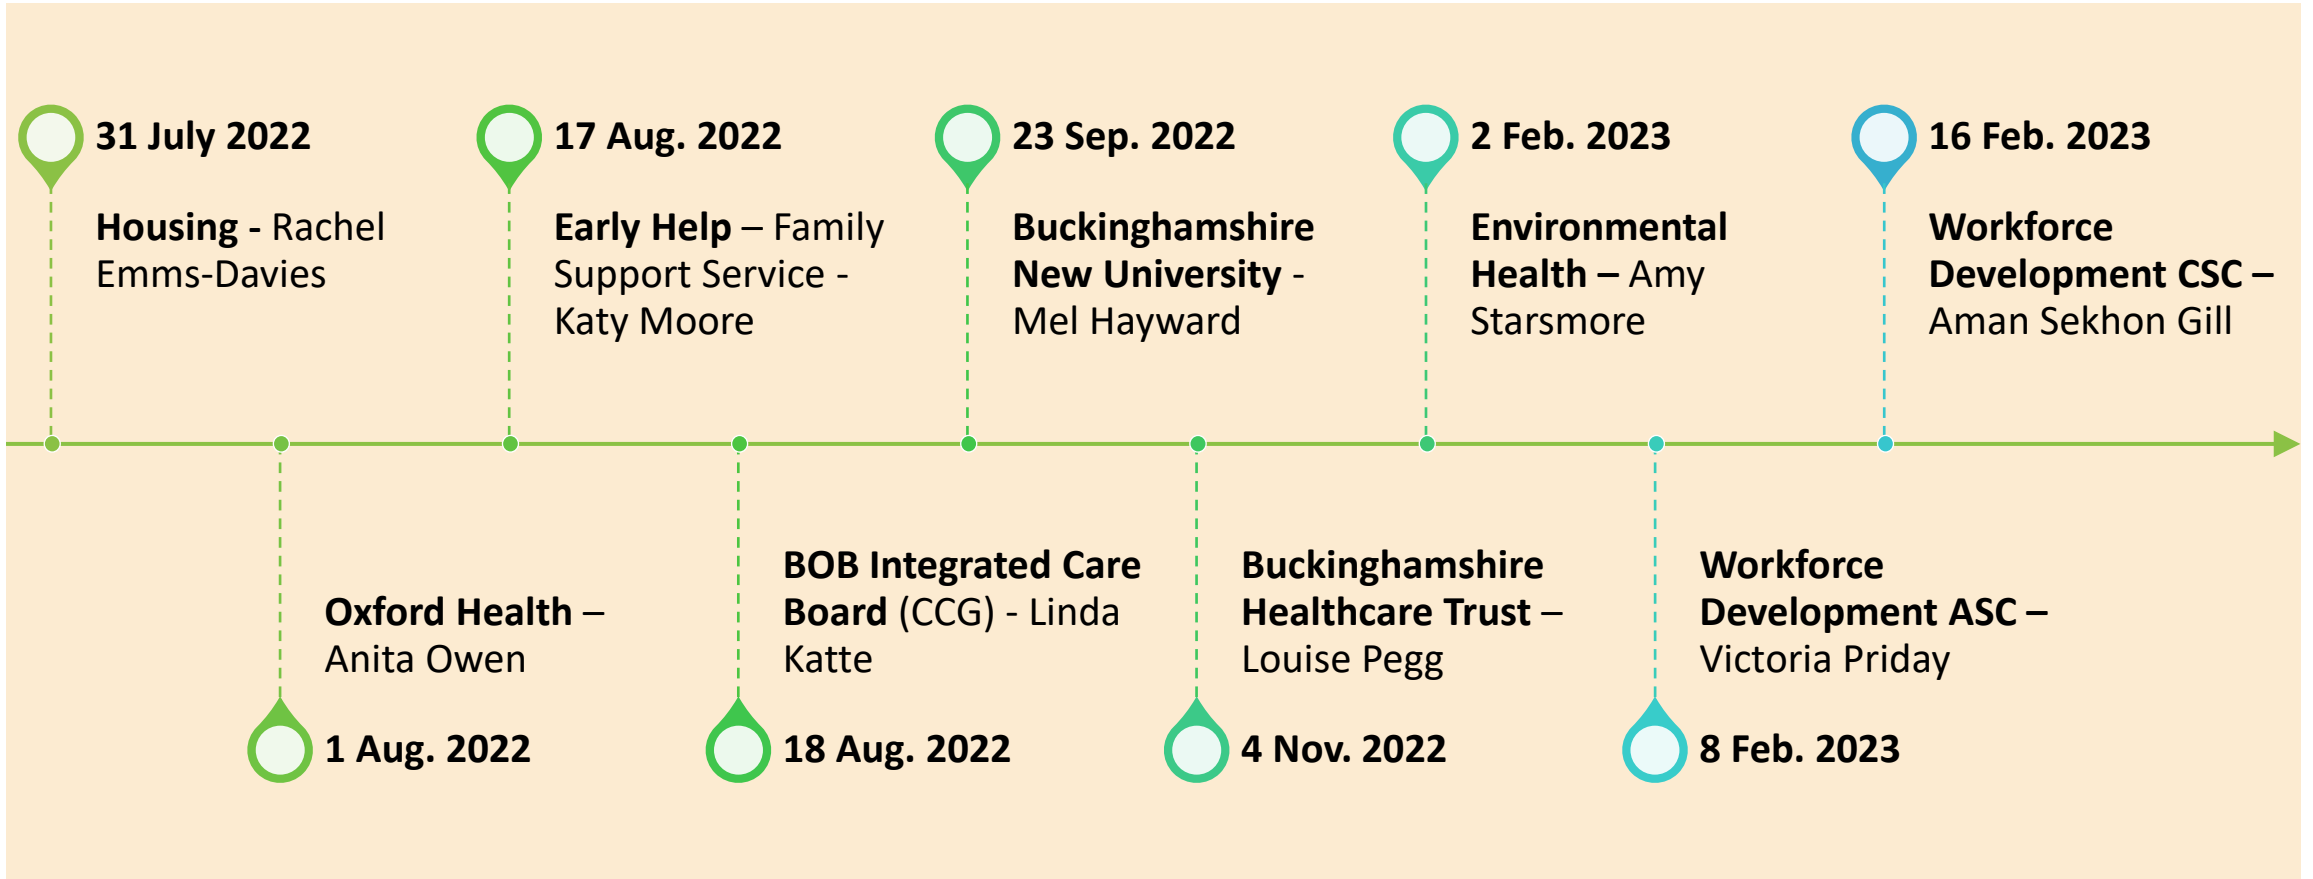 31 July 2022
Housing - Rachel
Emms-Davies
17 Aug. 2022
Early Help – Family
Support Service -
Katy Moore
23 Sep. 2022
Buckinghamshire
New University -
Mel Hayward
2 Feb. 2023
Environmental
Health – Amy
Starsmore
16 Feb. 2023
Workforce
Development CSC –
Aman Sekhon Gill
Oxford Health –
Anita Owen
1 Aug. 2022
BOB Integrated Care
Board (CCG) - Linda
Katte
18 Aug. 2022
Buckinghamshire
Healthcare Trust –
Louise Pegg
4 Nov. 2022
Workforce
Development ASC –
Victoria Priday
8 Feb. 2023